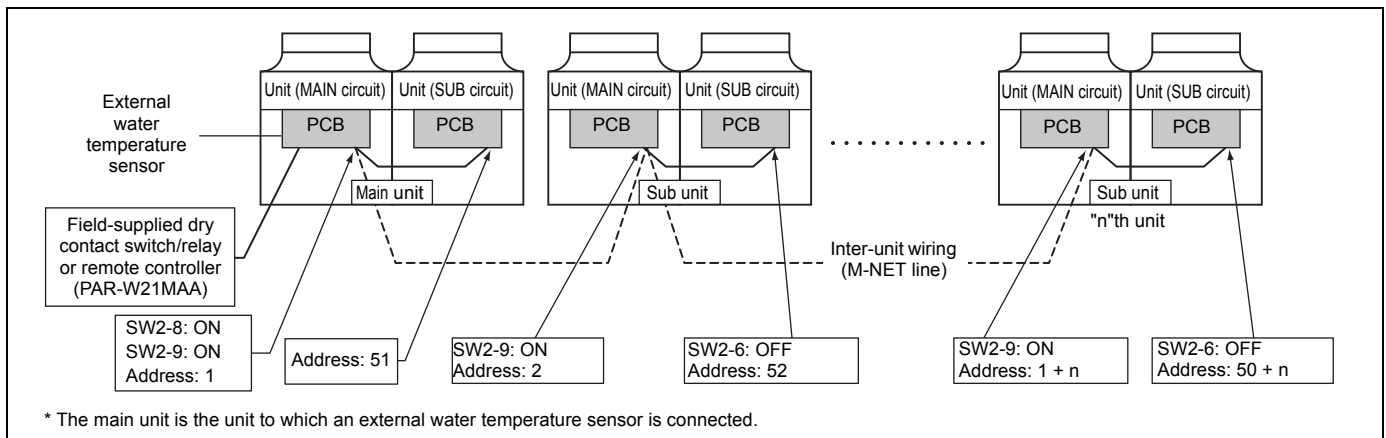 Unit (MAIN circuit)
Unit (SUB circuit)
Unit (MAIN circuit)
Unit (SUB circuit)
Unit (MAIN circuit)
Unit (SUB circuit)
External
water
temperature
sensor
PCB
PCB
PCB
PCB
PCB
PCB
Main unit
Sub unit
Sub unit
"n"th unit
Field-supplied dry
contact switch/relay
or remote controller
(PAR-W21MAA)
Inter-unit wiring
(M-NET line)
SW2-8: ON
SW2-9: ON
Address: 1
Address: 51
SW2-9: ON
Address: 2
SW2-6: OFF
Address: 52
SW2-9: ON
Address: 1 + n
SW2-6: OFF
Address: 50 + n
* The main unit is the unit to which an external water temperature sensor is connected.